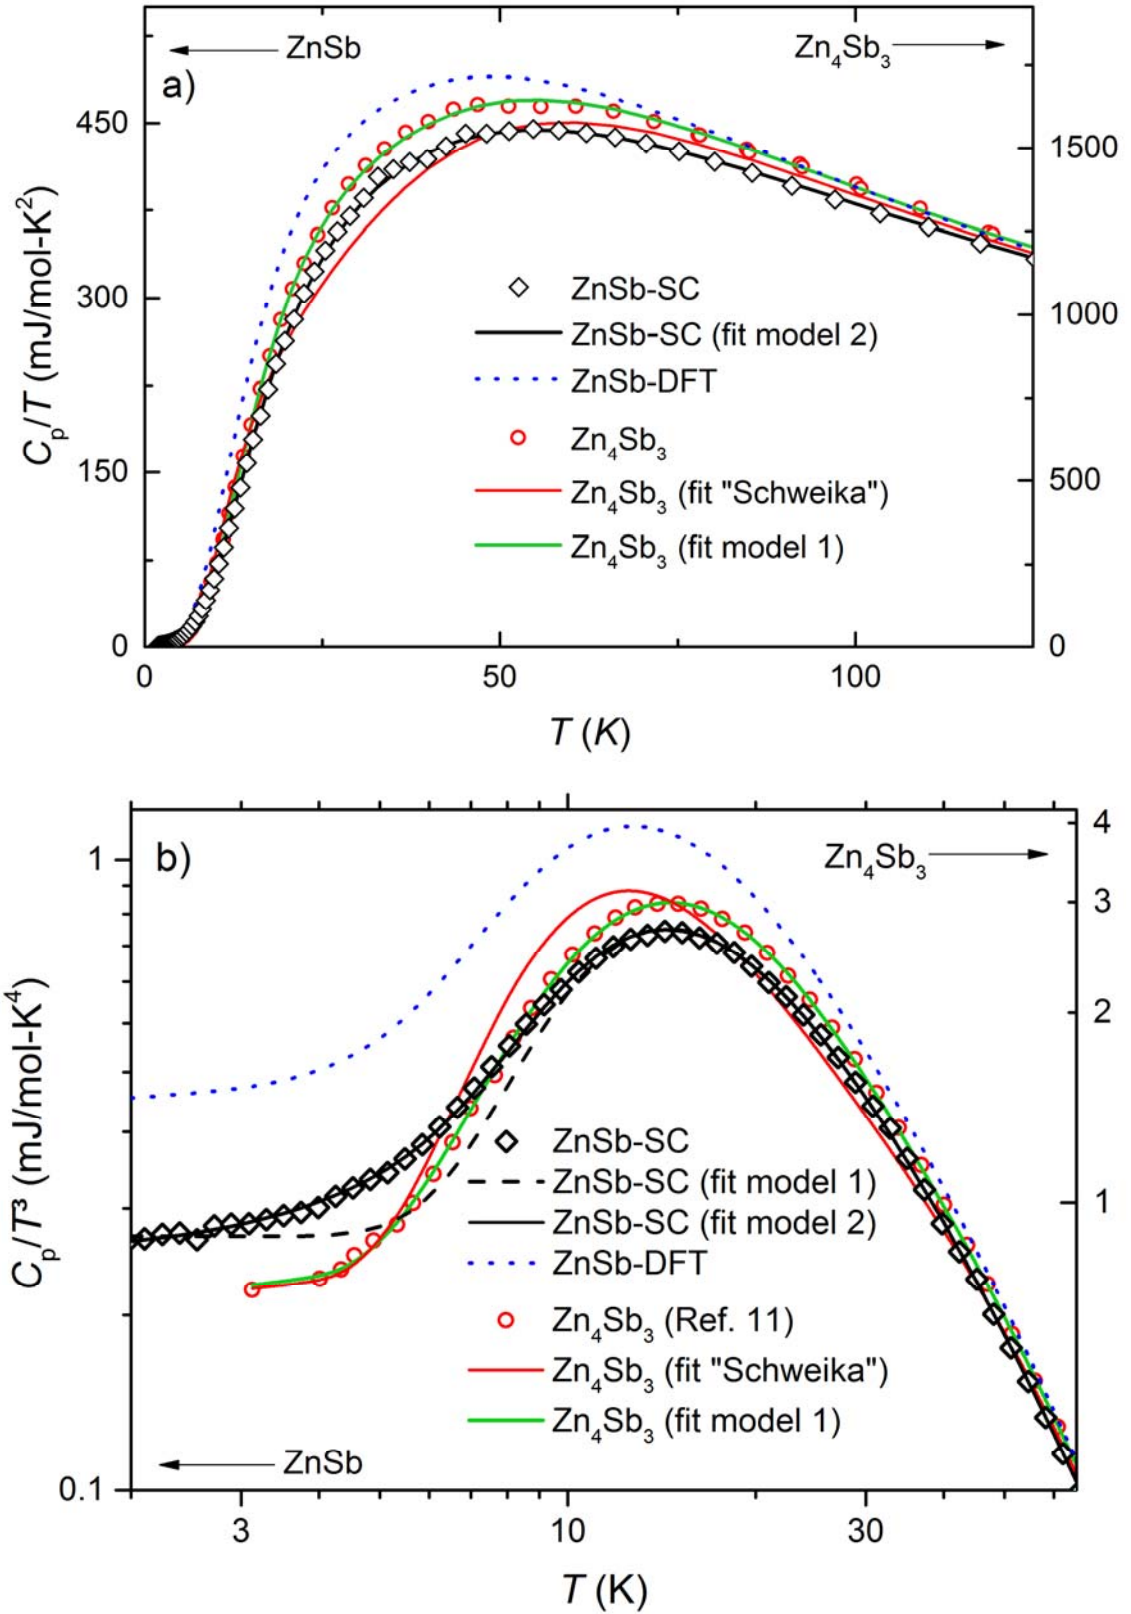 ZnSb
Zn₄Sb₃
a)
450
300
150
0
1500
1000
500
0
Cp/T (mJ/mol-K²)
ZnSb-SC
ZnSb-SC (fit model 2)
ZnSb-DFT
Zn₄Sb₃
Zn₄Sb₃ (fit "Schweika")
Zn₄Sb₃ (fit model 1)
0
50
100
T (K)
b)
Zn₄Sb₃
1
0.1
4
3
2
1
Cp/T³ (mJ/mol-K⁴)
ZnSb-SC
ZnSb-SC (fit model 1)
ZnSb-SC (fit model 2)
ZnSb-DFT
Zn₄Sb₃ (Ref. 11)
Zn₄Sb₃ (fit "Schweika")
Zn₄Sb₃ (fit model 1)
ZnSb
3
10
30
T (K)